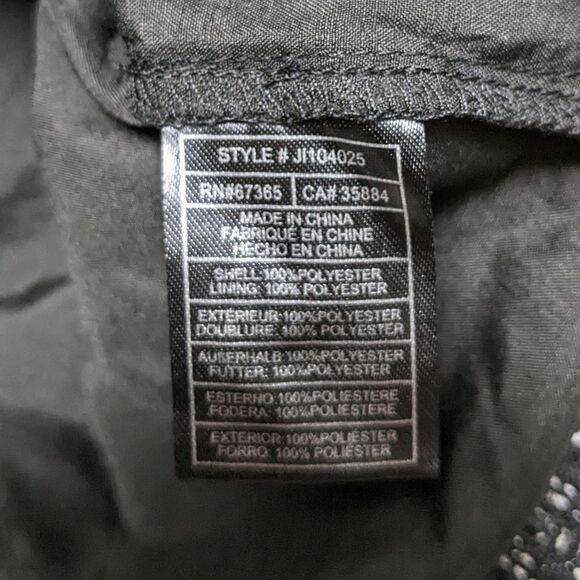 STYLE # JI104025
RN#67365 CA# 35884
MADE IN CHINA
FABRIQUÉ EN CHINE
HECHO EN CHINA
SHELL:100%POLYESTER
LINING: 100% POLYESTER
EXTÉRIEUR:100%POLYESTER
DOUBLURE: 100% POLYESTER
AUßERHALB:100%POLYESTER
FUTTER: 100% POLYESTER
ESTERNO:100%POLIESTERE
FODERA: 100%POLIESTERE
EXTERIOR:100%POLIÉSTER
FORRO: 100% POLIÉSTER